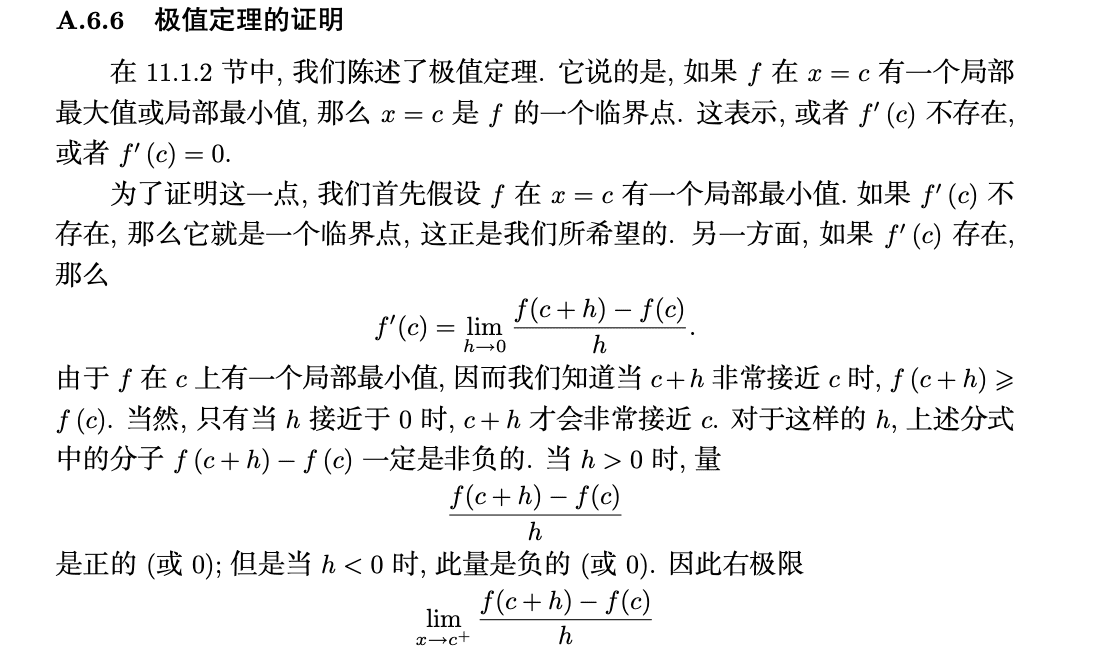 A.6.6 极值定理的证明
在 11.1.2 节中, 我们陈述了极值定理. 它说的是, 如果 f 在 x = c 有一个局部
最大值或局部最小值, 那么 x = c 是 f 的一个临界点. 这表示, 或者 f′ (c) 不存在,
或者 f′ (c) = 0.
为了证明这一点, 我们首先假设 f 在 x = c 有一个局部最小值. 如果 f′ (c) 不
存在, 那么它就是一个临界点, 这正是我们所希望的. 另一方面, 如果 f′ (c) 存在,
那么
f′(c) = lim_{h→0} \frac{f(c + h) − f(c)}{h}.
由于 f 在 c 上有一个局部最小值, 因而我们知道当 c+h 非常接近 c 时, f (c + h) ⩾
f (c). 当然, 只有当 h 接近于 0 时, c + h 才会非常接近 c. 对于这样的 h, 上述分式
中的分子 f (c + h) − f (c) 一定是非负的. 当 h > 0 时, 量
\frac{f(c + h) − f(c)}{h}
是正的 (或 0); 但是当 h < 0 时, 此量是负的 (或 0). 因此右极限
lim_{x→c⁺} \frac{f(c + h) − f(c)}{h}